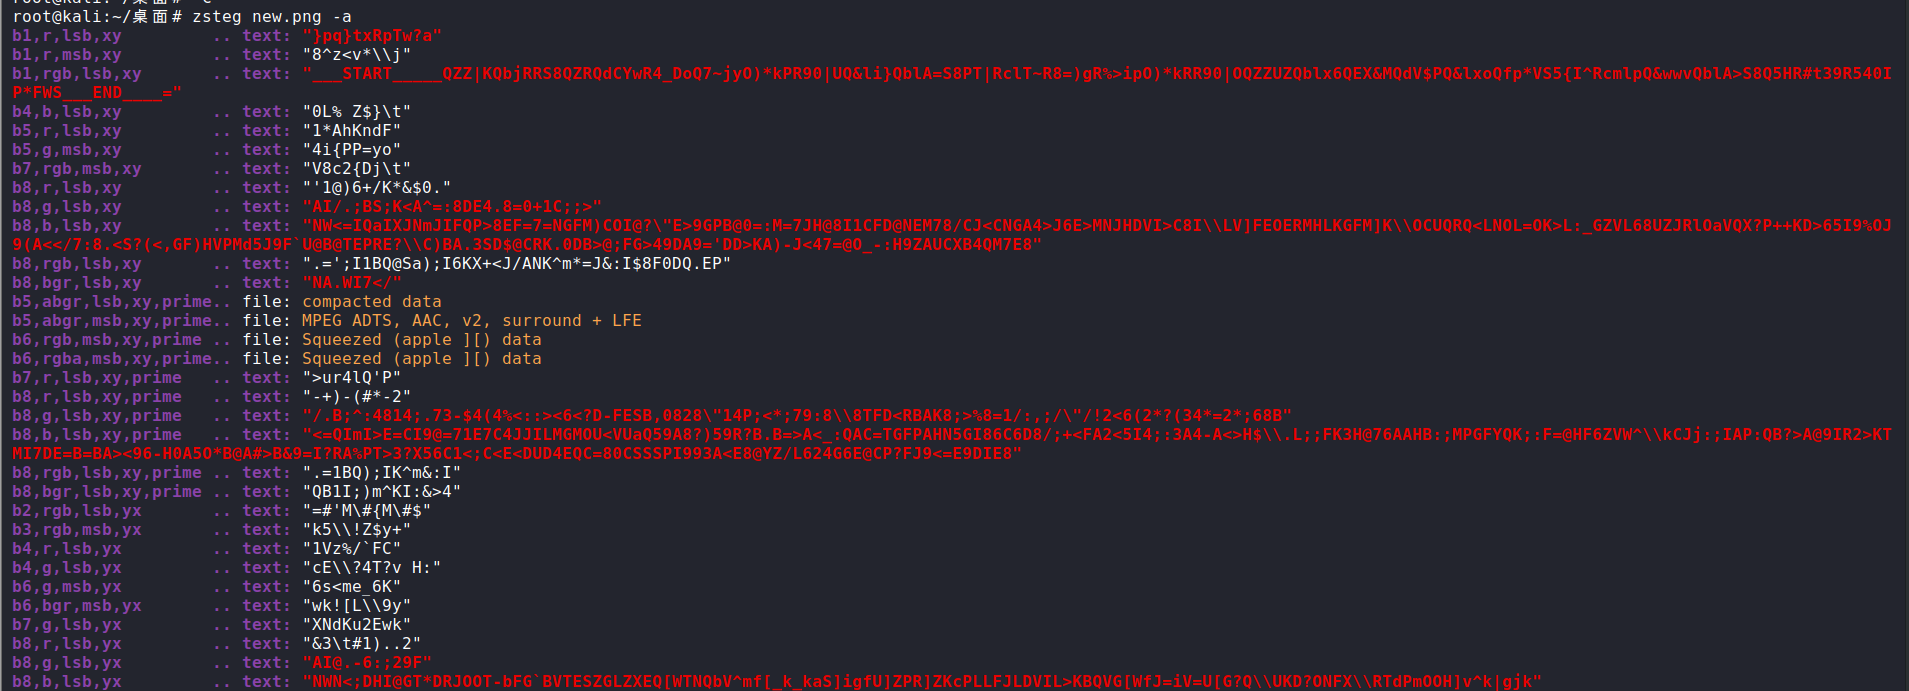 root@kali:~/桌面# zsteg new.png -a
b1,r,lsb,xy         .. text: "}pq}txRpTw?a"
b1,r,msb,xy         .. text: "8^z<v*\\j"
b1,rgb,lsb,xy       .. text: "___START_____QZZ|KQbjRRS8QZRQdCYwR4_DoQ7~jyO)*kPR90|UQ&li}QblA=S8PT|RclT~R8=)gR%>ipO)*kRR90|OQZZUZQblx6QEX&MQdV$PQ&lxoQfp*VS5{I^RcmlpQ&wwvQblA>S8Q5HR#t39R540I
P*FWS___END____="
b4,b,lsb,xy         .. text: "0L% Z$}\t"
b5,r,lsb,xy         .. text: "1*AhKndF"
b5,g,msb,xy         .. text: "4i{PP=yo"
b7,rgb,msb,xy       .. text: "V8c2{Dj\t"
b8,r,lsb,xy         .. text: "'1@)6+/K*&$0."
b8,g,lsb,xy         .. text: "AI/.;BS;K<A^=:8DE4.8=0+1C;;>"
b8,b,lsb,xy         .. text: "NW<=IQaIXJNmJIFQP>8EF=7=NGFM)COI@?\"E>9GPB@0=:M=7JH@8I1CFD@NEM78/CJ<CNGA4>J6E>MNJHDVI>C8I\\LV]FEOERMHLKGFM]K\\OCUQRQ<LNOL=OK>L:_GZVL68UZJRlOaVQX?P++KD>65I9%OJ
9(A<</7:8.<S?(<,GF)HVPMd5J9F`U@B@TEPRE?\\C)BA.3SD$@CRK.0DB>@;FG>49DA9='DD>KA)-J<47=@O_-:H9ZAUCXB4QM7E8"
b8,rgb,lsb,xy       .. text: ".=';I1BQ@Sa);I6KX+<J/ANK^m*=J&:I$8F0DQ.EP"
b8,bgr,lsb,xy       .. text: "NA.WI7</"
b5,abgr,lsb,xy,prime.. file: compacted data
b5,abgr,msb,xy,prime.. file: MPEG ADTS, AAC, v2, surround + LFE
b6,rgb,msb,xy,prime .. file: Squeezed (apple ][) data
b6,rgba,msb,xy,prime.. file: Squeezed (apple ][) data
b7,r,lsb,xy,prime   .. text: ">ur4lQ'P"
b8,r,lsb,xy,prime   .. text: "-+)-(#*-2"
b8,g,lsb,xy,prime   .. text: "/.B;^:4814;.73-$4(4%<::><6<?D-FESB,0828\"14P;<*;79:8\\8TFD<RBAK8;>%8=1/:,;/\"/!2<6(2*?(34*=2*;68B"
b8,b,lsb,xy,prime   .. text: "<=QImI>E=CI9@=71E7C4JJILMGMOU<VUaQ59A8?)59R?B.B=>A<_:QAC=TGFPAHN5GI86C6D8/;+<FA2<5I4;:3A4-A<>H$\\.L;;FK3H@76AAHB:;MPGFYQK;:F=@HF6ZVW^\\kCJj:;IAP:QB?>A@9IR2>KT
MI7DE=B=BA><96-H0A5O*B@A#>B&9=I?RA%PT>3?X56C1<;C<E<DUD4EQC=80CSSSPI993A<E8@YZ/L624G6E@CP?FJ9<=E9DIE8"
b8,rgb,lsb,xy,prime .. text: ".=1BQ);IK^m&:I"
b8,bgr,lsb,xy,prime .. text: "QB1I;)m^KI:&>4"
b2,rgb,lsb,yx       .. text: "=#'M\#{M\#$"
b3,rgb,msb,yx       .. text: "k5\\!Z$y+"
b4,r,lsb,yx         .. text: "1Vz%/`FC"
b4,g,lsb,yx         .. text: "cE\\?4T?v H:"
b6,g,msb,yx         .. text: "6s<me_6K"
b6,bgr,msb,yx       .. text: "wk![L\\9y"
b7,g,lsb,yx         .. text: "XNdKu2Ewk"
b8,r,lsb,yx         .. text: "&3\t#1)..2"
b8,g,lsb,yx         .. text: "AI@.-6:;29F"
b8,b,lsb,yx         .. text: "NWN<;DHI@GT*DRJOOT-bFG`BVTESZGLZXEQ[WTNQbV^mf[_k_kaS]igfU]ZPR]ZKcPLLFJLDVIL>KBQVG[WfJ=iV=U[G?Q\\UKD?ONFX\\RTdPmOOH]v^k|gjk"